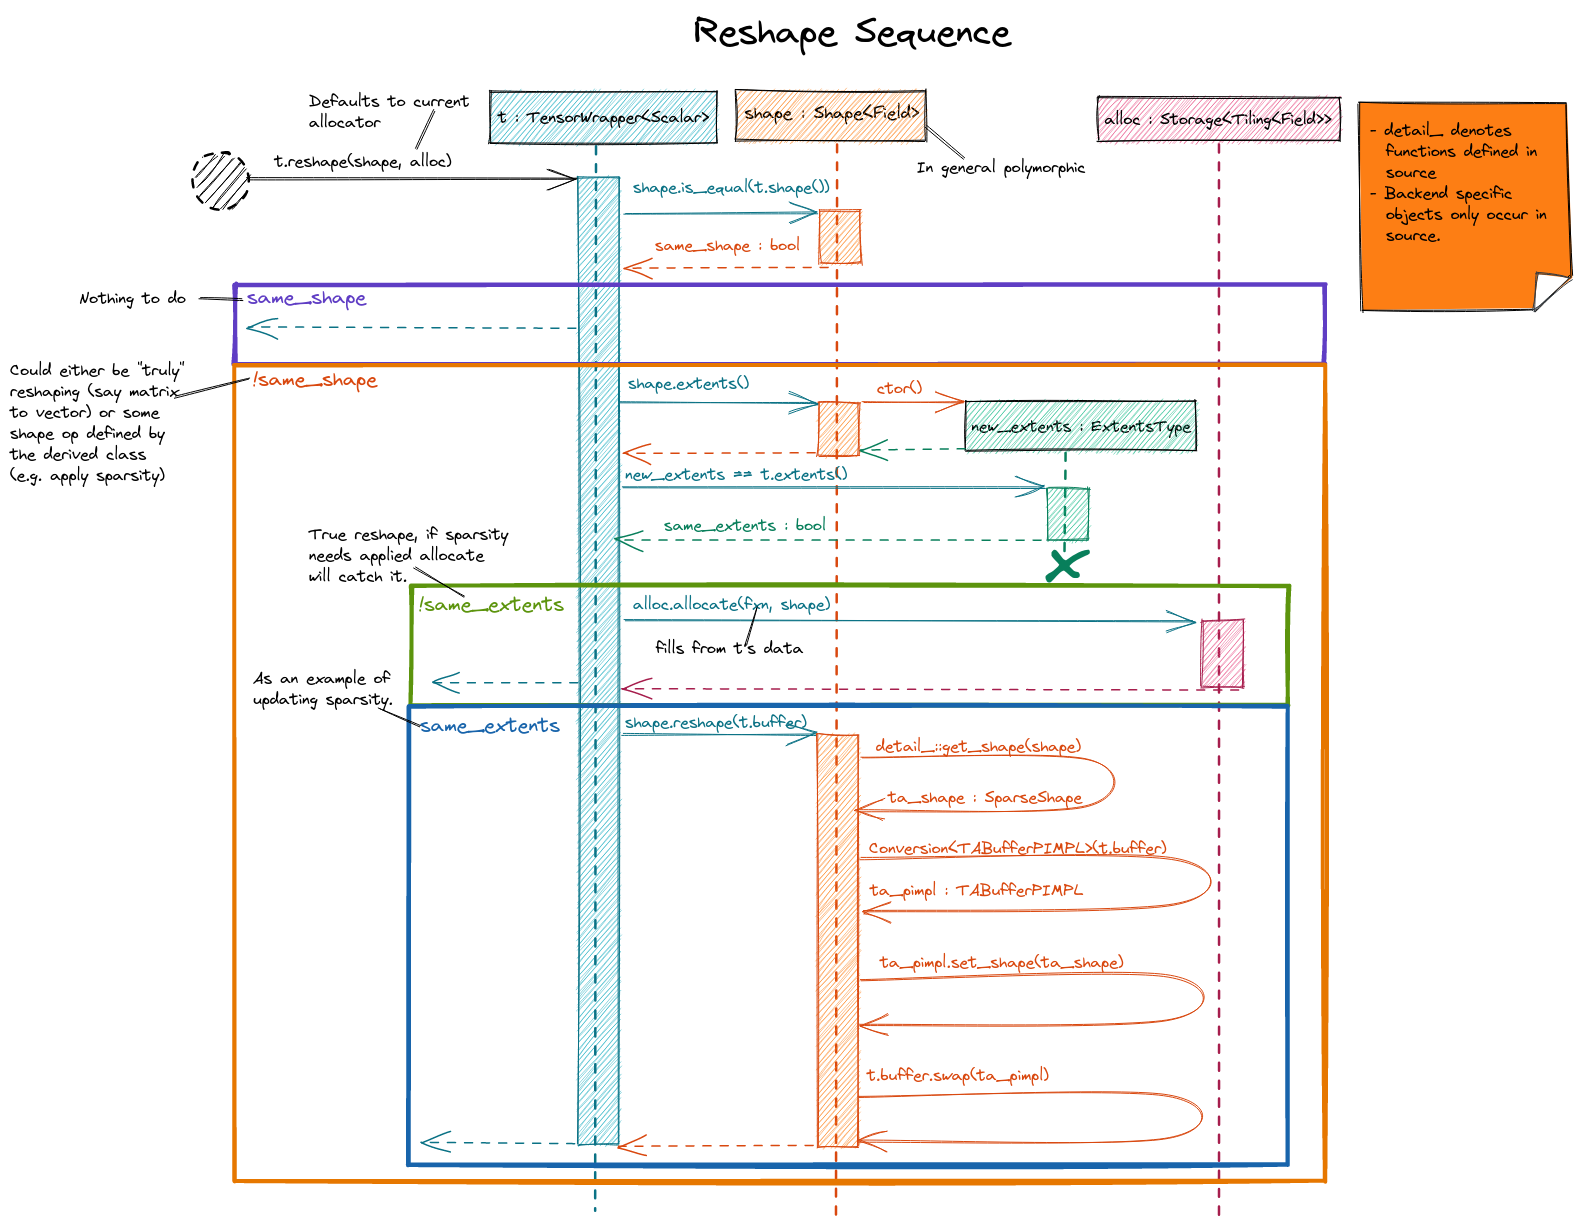 Reshape Sequence
Defaults to current
allocator
t : TensorWrapper<Scalar>
shape : Shape<Field>
alloc : Storage<Tiling<Field>>
- detail_ denotes
functions defined in
source
- Backend specific
objects only occur in
source.
t.reshape(shape, alloc)
In general polymorphic
shape.is_equal(t.shape())
same_shape : bool
Nothing to do
same_shape
Could either be "truly"
reshaping (say matrix
to vector) or some
shape op defined by
the derived class
(e.g. apply sparsity)
!same_shape
shape.extents()
ctor()
new_extents : ExtentsType
new_extents == t.extents()
same_extents : bool
True reshape, if sparsity
needs applied allocate
will catch it.
!same_extents
alloc.allocate(fxn, shape)
fills from t's data
As an example of
updating sparsity.
same_extents
shape.reshape(t.buffer)
detail_::get_shape(shape)
ta_shape : SparseShape
Conversion<TABufferPIMPL>(t.buffer)
ta_pimpl : TABufferPIMPL
ta_pimpl.set_shape(ta_shape)
t.buffer.swap(ta_pimpl)